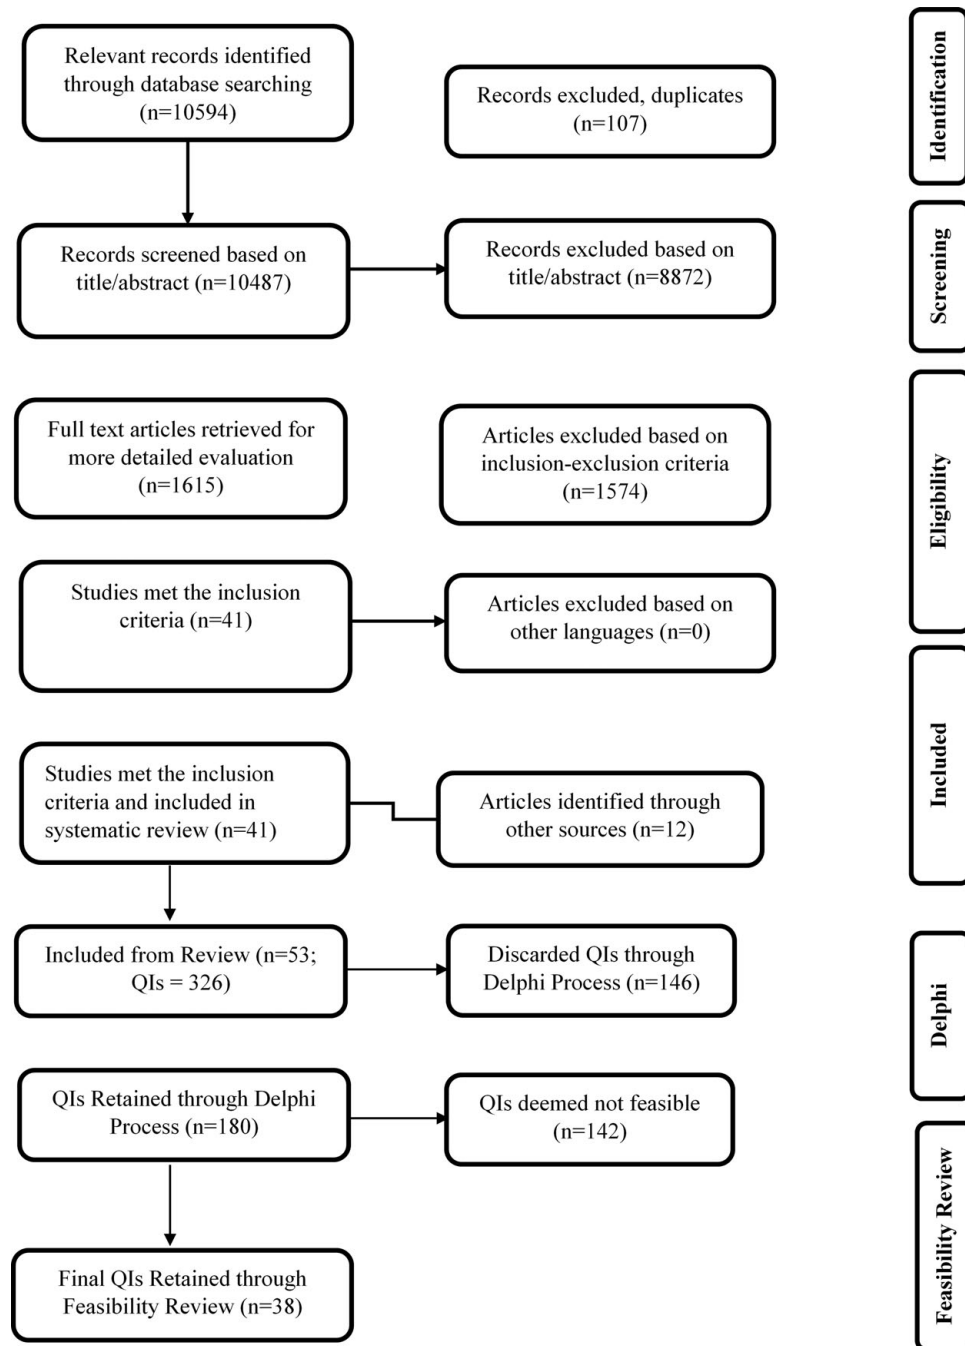 Relevant records identified
through database searching
(n=10594)
Records excluded, duplicates
(n=107)
Identification
Records screened based on
title/abstract (n=10487)
Records excluded based on
title/abstract (n=8872)
Screening
Full text articles retrieved for
more detailed evaluation
(n=1615)
Articles excluded based on
inclusion-exclusion criteria
(n=1574)
Eligibility
Studies met the inclusion
criteria (n=41)
Articles excluded based on
other languages (n=0)
Studies met the inclusion
criteria and included in
systematic review (n=41)
Articles identified through
other sources (n=12)
Included
Included from Review (n=53;
QIs = 326)
Discarded QIs through
Delphi Process (n=146)
Delphi
QIs Retained through Delphi
Process (n=180)
QIs deemed not feasible
(n=142)
Feasibility Review
Final QIs Retained through
Feasibility Review (n=38)